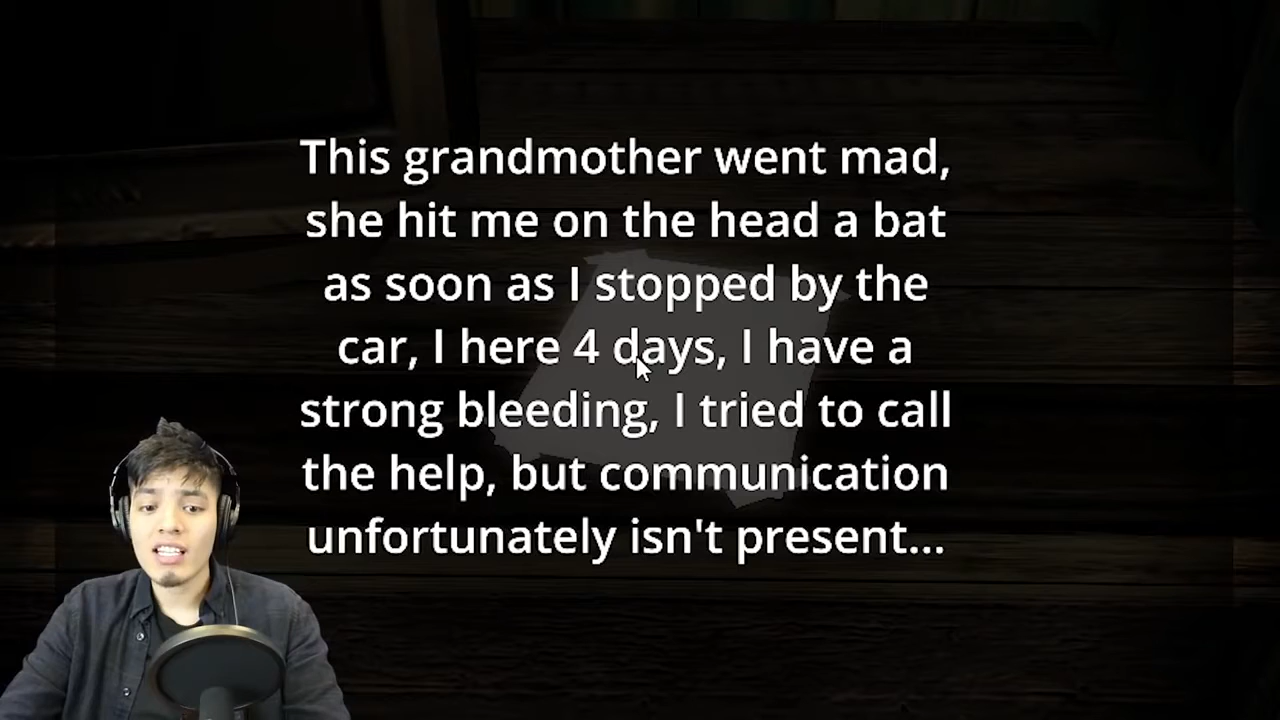 This grandmother went mad,
she hit me on the head a bat
as soon as I stopped by the
car, I here 4 days, I have a
strong bleeding, I tried to call
the help, but communication
unfortunately isn't present...